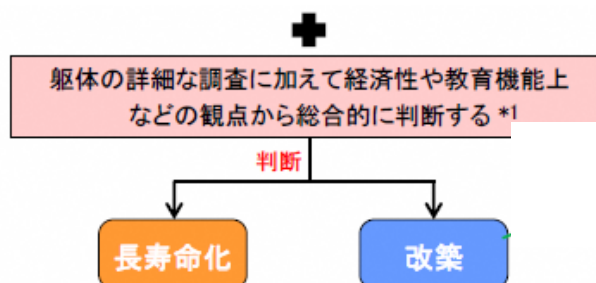 躯体の詳細な調査に加えて経済性や教育機能上
などの観点から総合的に判断する *1
判断
長寿命化
改築